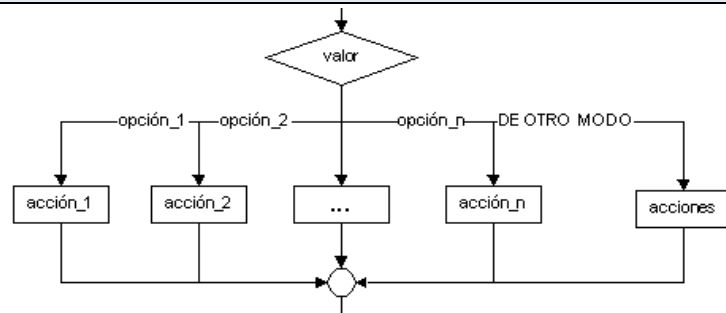 valor
opción_1 opción_2 opción_n DE OTRO MODO
acción_1 acción_2 ... acción_n acciones